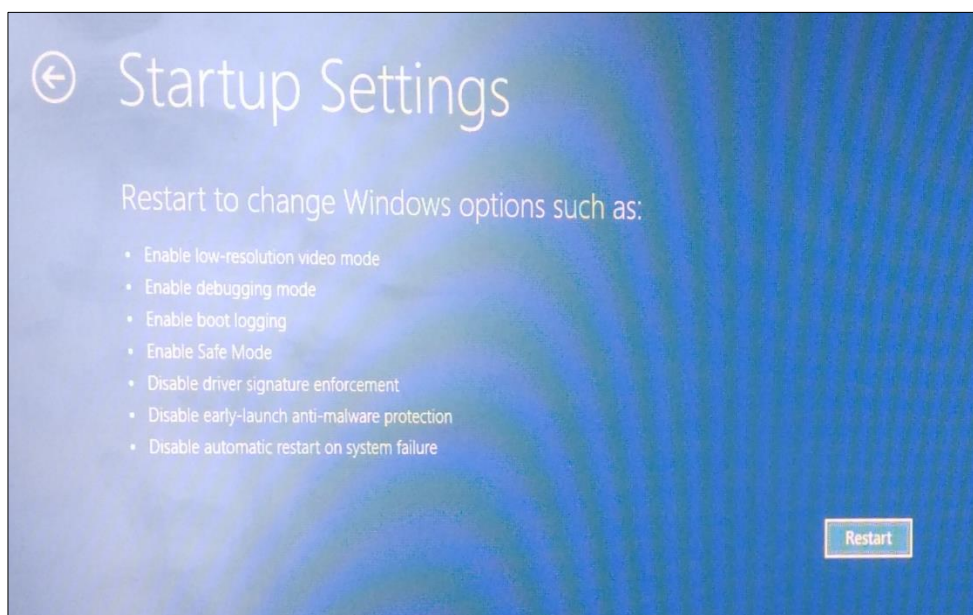 Startup Settings
Restart to change Windows options such as:
• Enable low-resolution video mode
• Enable debugging mode
• Enable boot logging
• Enable Safe Mode
• Disable driver signature enforcement
• Disable early-launch anti-malware protection
• Disable automatic restart on system failure
Restart